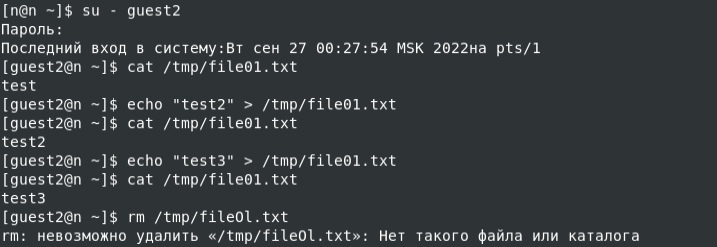 [n@n ~]$ su - guest2
Пароль:
Последний вход в систему:Вт сен 27 00:27:54 MSK 2022на pts/1
[guest2@n ~]$ cat /tmp/file01.txt
test
[guest2@n ~]$ echo "test2" > /tmp/file01.txt
[guest2@n ~]$ cat /tmp/file01.txt
test2
[guest2@n ~]$ echo "test3" > /tmp/file01.txt
[guest2@n ~]$ cat /tmp/file01.txt
test3
[guest2@n ~]$ rm /tmp/fileOl.txt
rm: невозможно удалить «/tmp/fileOl.txt»: Нет такого файла или каталога